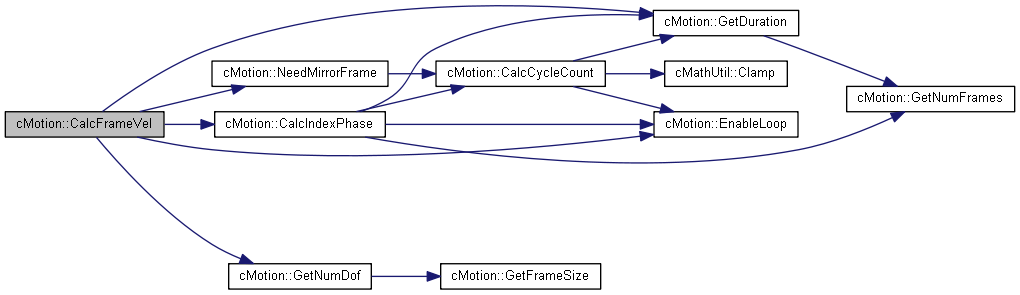 cMotion::GetDuration
cMotion::NeedMirrorFrame
cMotion::CalcCycleCount
cMathUtil::Clamp
cMotion::GetNumFrames
cMotion::CalcFrameVel
cMotion::CalcIndexPhase
cMotion::EnableLoop
cMotion::GetNumDof
cMotion::GetFrameSize